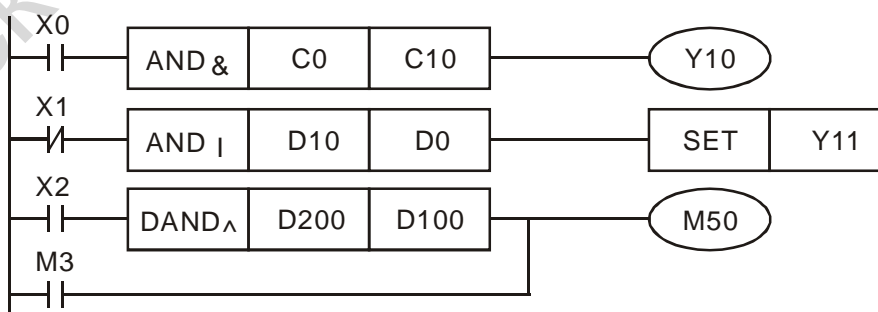 X0
AND & C0 C10 Y10
X1
AND | D10 D0 SET Y11
X2
DAND^ D200 D100 M50
M3